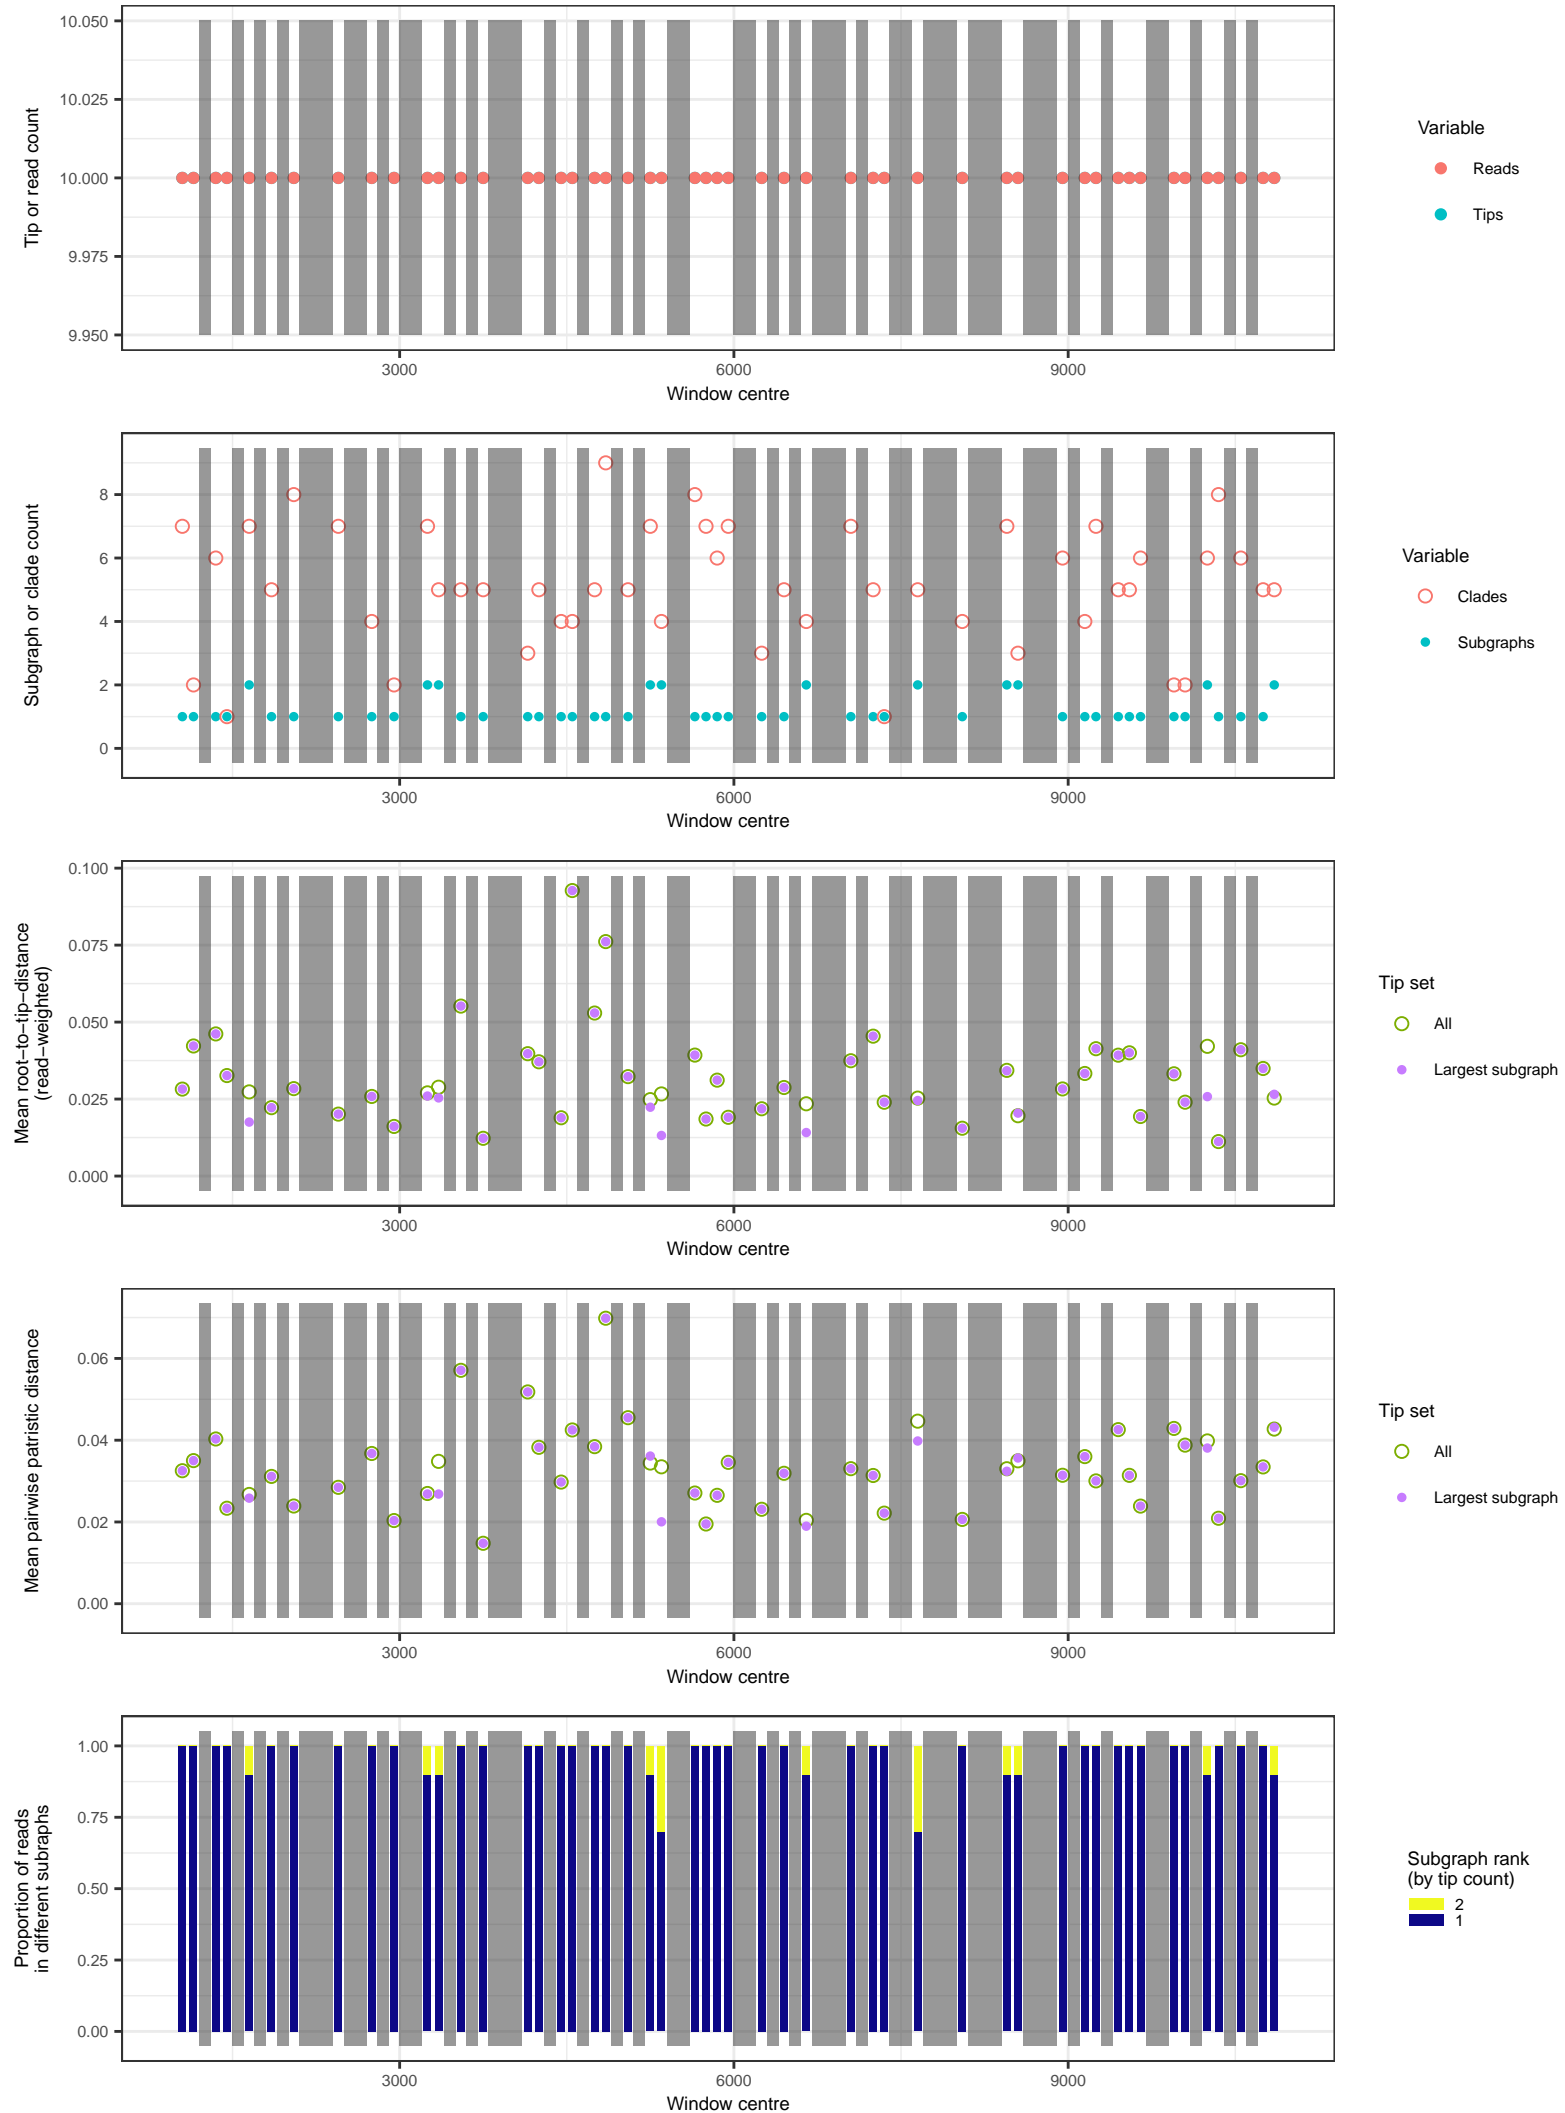 10.050
10.025
10.000
9.975
9.950
Tip or read count
3000
6000
9000
Window centre
Variable
Reads
Tips
8
6
4
2
0
Subgraph or clade count
3000
6000
9000
Window centre
Variable
Clades
Subgraphs
0.100
0.075
0.050
0.025
0.000
Mean root−to−tip−distance
(read−weighted)
3000
6000
9000
Window centre
Tip set
All
Largest subgraph
0.06
0.04
0.02
0.00
Mean pairwise patristic distance
3000
6000
9000
Window centre
Tip set
All
Largest subgraph
1.00
0.75
0.50
0.25
0.00
Proportion of reads
in different subraphs
3000
6000
9000
Window centre
Subgraph rank
(by tip count)
2
1